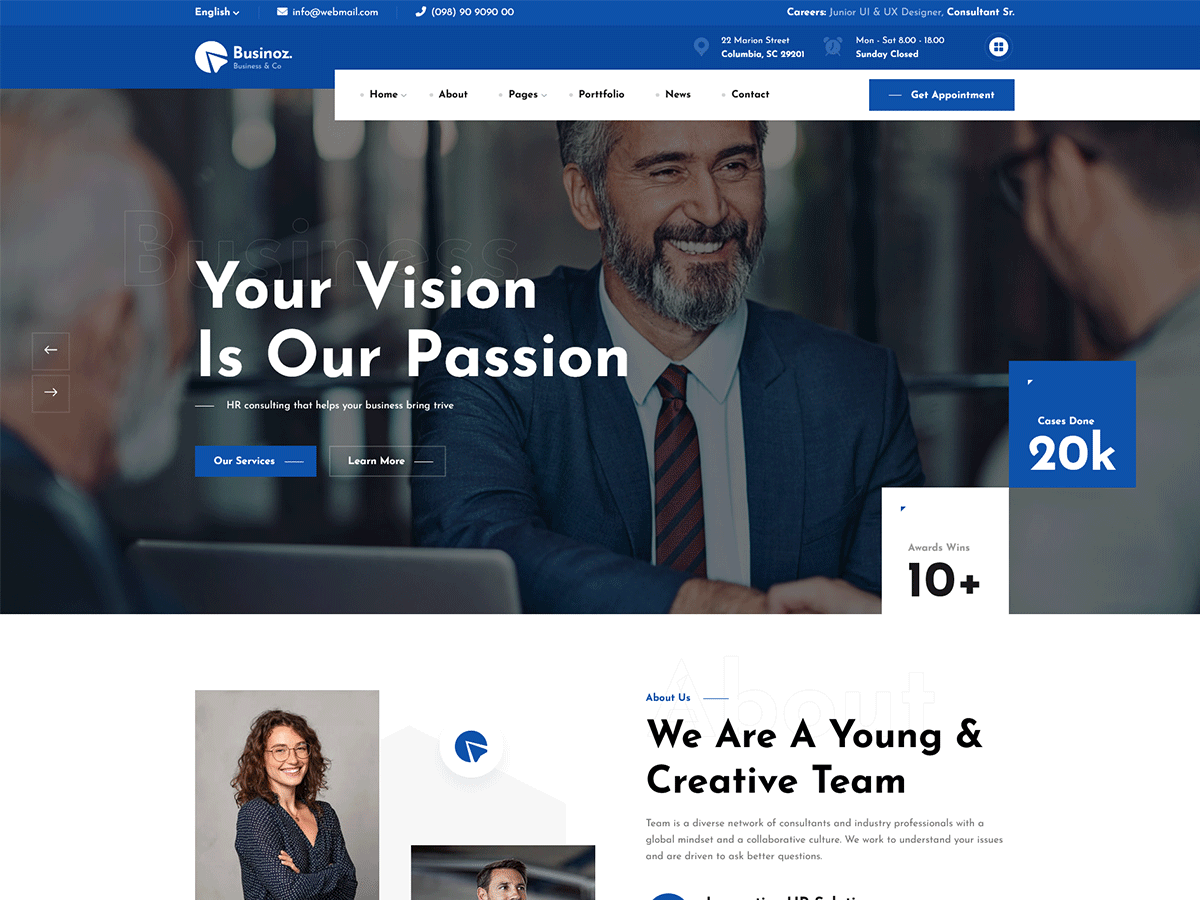 English
info@webmail.com
(098) 90 9090 00
Careers: Junior UI & UX Designer, Consultant Sr.
Businoz.
Business & Co
22 Marion Street
Columbia, SC 29201
Mon - Sat 8.00 - 18.00
Sunday Closed
Home
About
Pages
Porttfolio
News
Contact
Get Appointment
Business
Your Vision
Is Our Passion
HR consulting that helps your business bring trive
Our Services
Learn More
Cases Done
20k
Awards Wins
10+
About
About Us
We Are A Young &
Creative Team
Team is a diverse network of consultants and industry professionals with a
global mindset and a collaborative culture. We work to understand your issues
and are driven to ask better questions.